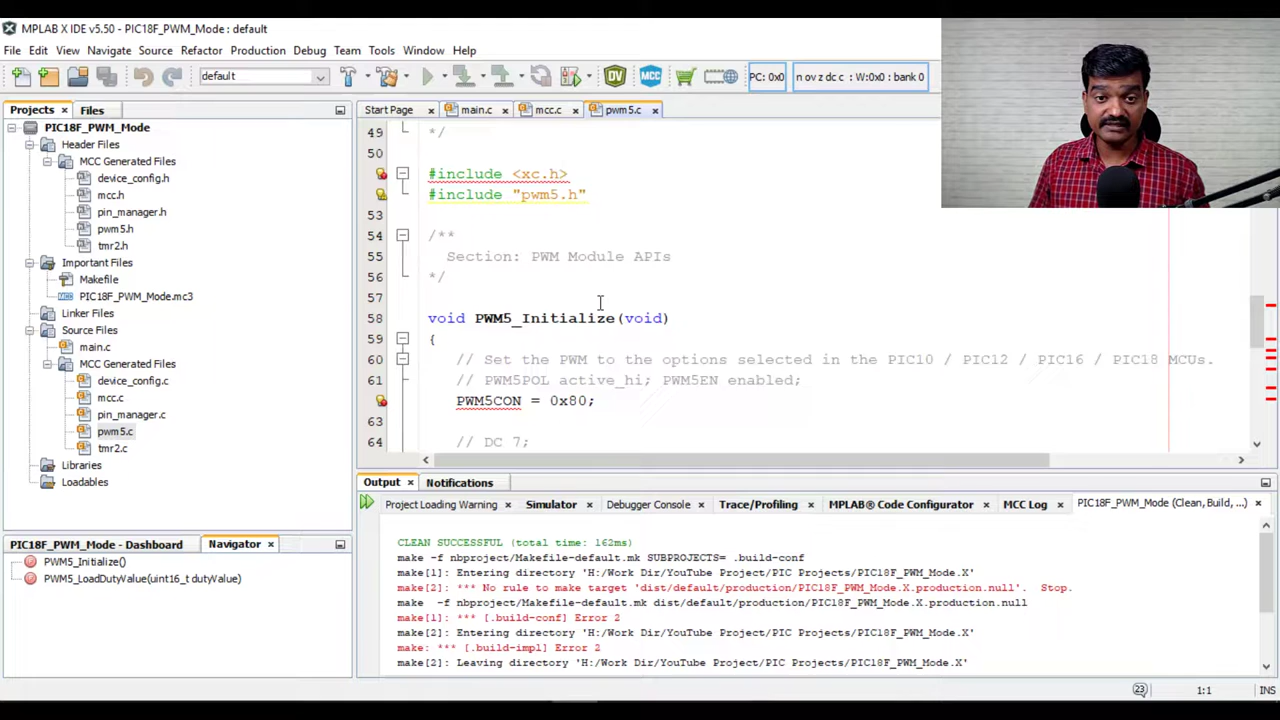 MPLAB X IDE v5.50 - PIC18F_PWM_Mode : default
File Edit View Navigate Source Refactor Production Debug Team Tools Window Help
default DV MCC PC: 0x0 n ov z dc c : W:0x0 : bank 0
Projects Files
Start Page main.c mcc.c pwm5.c
PIC18F_PWM_Mode
Header Files
MCC Generated Files
device_config.h
mcc.h
pin_manager.h
pwm5.h
tmr2.h
Important Files
Makefile
PIC18F_PWM_Mode.mc3
Linker Files
Source Files
main.c
MCC Generated Files
device_config.c
mcc.c
pin_manager.c
pwm5.c
tmr2.c
Libraries
Loadables
49 */
50
#include <xc.h>
#include "pwm5.h"
53
54 /**
55 Section: PWM Module APIs
56 */
57
58 void PWM5_Initialize(void)
59 {
60 // Set the PWM to the options selected in the PIC10 / PIC12 / PIC16 / PIC18 MCUs.
61 // PWM5POL active_hi; PWM5EN enabled;
PWM5CON = 0x80;
63
64 // DC 7;
PIC18F_PWM_Mode - Dashboard Navigator
PWM5_Initialize()
PWM5_LoadDutyValue(uint16_t dutyValue)
Output Notifications
Project Loading Warning Simulator Debugger Console Trace/Profiling MPLAB® Code Configurator MCC Log PIC18F_PWM_Mode (Clean, Build, ...)
CLEAN SUCCESSFUL (total time: 162ms)
make -f nbproject/Makefile-default.mk SUBPROJECTS= .build-conf
make[1]: Entering directory 'H:/Work Dir/YouTube Project/PIC Projects/PIC18F_PWM_Mode.X'
make[2]: *** No rule to make target 'dist/default/production/PIC18F_PWM_Mode.X.production.null'. Stop.
make -f nbproject/Makefile-default.mk dist/default/production/PIC18F_PWM_Mode.X.production.null
make[1]: *** [.build-conf] Error 2
make[2]: Entering directory 'H:/Work Dir/YouTube Project/PIC Projects/PIC18F_PWM_Mode.X'
make: *** [.build-impl] Error 2
make[2]: Leaving directory 'H:/Work Dir/YouTube Project/PIC Projects/PIC18F_PWM_Mode.X'
23 1:1 INS